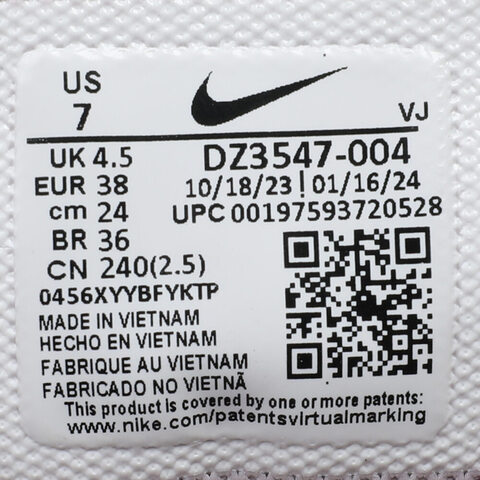 US
7
VJ
UK 4.5
EUR 38
cm 24
BR 36
CN 240(2.5)
DZ3547-004
10/18/23 | 01/16/24
UPC 00197593720528
0456XYYBFYKTP
MADE IN VIETNAM
HECHO EN VIETNAM
FABRIQUE AU VIETNAM
FABRICADO NO VIETNÃ
This product is covered by one or more patents:
www.nike.com/patentsvirtualmarking